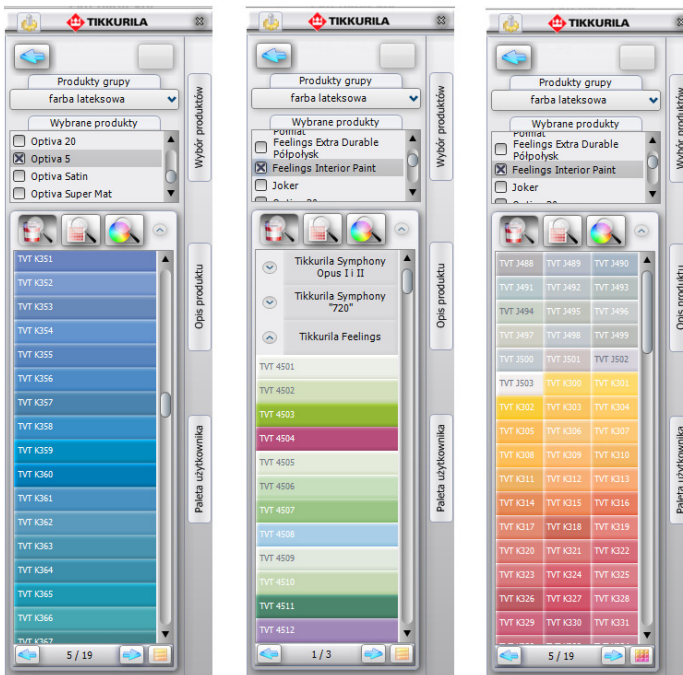 TIKKURILA
Produkty grupy
farba lateksowa
Wybrane produkty
Optiva 20
Optiva 5
Optiva Satin
Optiva Super Mat
Wybór produktów
Opis produktu
Paleta użytkownika
TVT K351
TVT K352
TVT K353
TVT K354
TVT K355
TVT K356
TVT K357
TVT K358
TVT K359
TVT K360
TVT K361
TVT K362
TVT K363
TVT K364
TVT K365
TVT K366
TVT K367
5 / 19
TIKKURILA
Produkty grupy
farba lateksowa
Wybrane produkty
Półmat
Feelings Extra Durable
Półpołysk
Feelings Interior Paint
Joker
Wybór produktów
Opis produktu
Paleta użytkownika
Tikkurila Symphony
Opus I i II
Tikkurila Symphony
"720"
Tikkurila Feelings
TVT 4501
TVT 4502
TVT 4503
TVT 4504
TVT 4505
TVT 4506
TVT 4507
TVT 4508
TVT 4509
TVT 4510
TVT 4511
TVT 4512
1 / 3
TIKKURILA
Produkty grupy
farba lateksowa
Wybrane produkty
Półmat
Feelings Extra Durable
Półpołysk
Feelings Interior Paint
Joker
Wybór produktów
Opis produktu
Paleta użytkownika
TVT J488 TVT J489 TVT J490
TVT J491 TVT J492 TVT J493
TVT J494 TVT J495 TVT J496
TVT J497 TVT J498 TVT J499
TVT J500 TVT J501 TVT J502
TVT J503 TVT K300 TVT K301
TVT K302 TVT K303 TVT K304
TVT K305 TVT K306 TVT K307
TVT K308 TVT K309 TVT K310
TVT K311 TVT K312 TVT K313
TVT K314 TVT K315 TVT K316
TVT K317 TVT K318 TVT K319
TVT K320 TVT K321 TVT K322
TVT K323 TVT K324 TVT K325
TVT K326 TVT K327 TVT K328
TVT K329 TVT K330 TVT K331
5 / 19